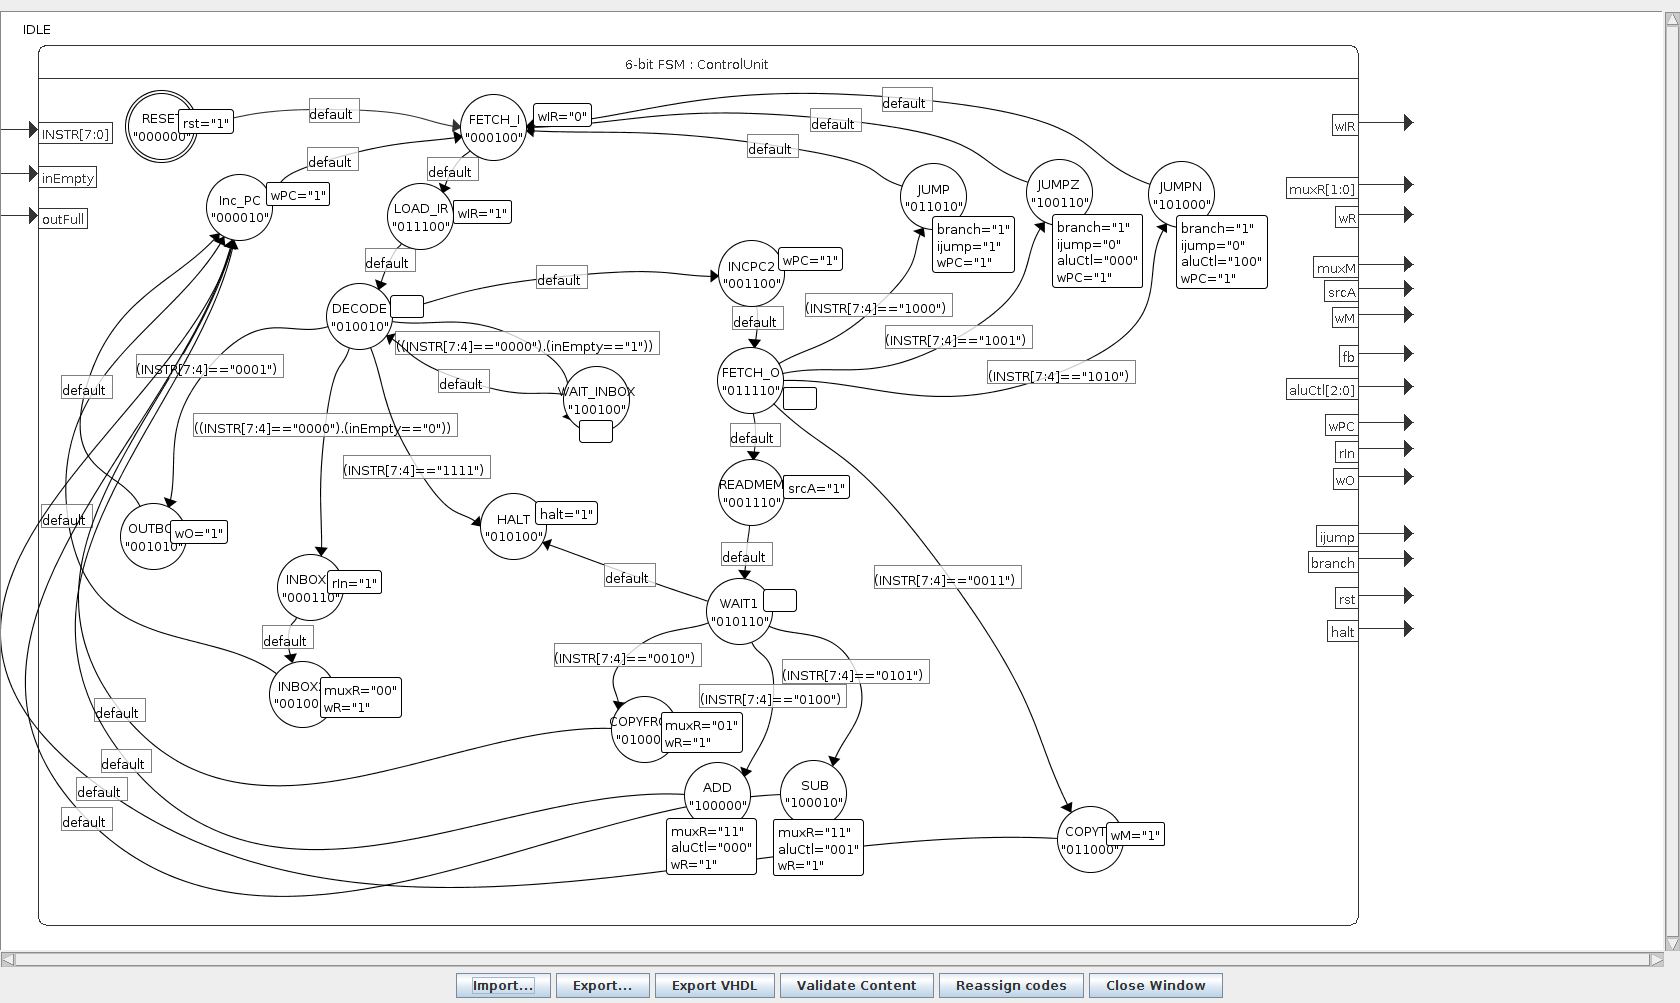 IDLE
6-bit FSM : ControlUnit
INSTR[7:0]
inEmpty
outFull
RESET
"000000"
rst="1"
default
FETCH_I
"000100"
wIR="0"
default
default
default
default
default
default
Inc_PC
"000010"
wPC="1"
LOAD_IR
"011100"
wIR="1"
default
JUMP
"011010"
branch="1"
ijump="1"
wPC="1"
JUMPZ
"100110"
branch="1"
ijump="0"
aluCtl="000"
wPC="1"
JUMPN
"101000"
branch="1"
ijump="0"
aluCtl="100"
wPC="1"
INCPC2
"001100"
wPC="1"
default
default
DECODE
"010010"
(INSTR[7:4]=="1000")
(INSTR[7:4]=="1001")
(INSTR[7:4]=="1010")
((INSTR[7:4]=="0000").(inEmpty=="1"))
(INSTR[7:4]=="0001")
default
default
WAIT_INBOX
"100100"
FETCH_O
"011110"
((INSTR[7:4]=="0000").(inEmpty=="0"))
(INSTR[7:4]=="1111")
default
READMEM
"001110"
srcA="1"
default
OUTBO
"001010"
wO="1"
HALT
"010100"
halt="1"
default
default
(INSTR[7:4]=="0011")
INBOX
"000110"
rIn="1"
default
WAIT1
"010110"
(INSTR[7:4]=="0010")
(INSTR[7:4]=="0101")
(INSTR[7:4]=="0100")
INBOX
"00100
muxR="00"
wR="1"
default
COPYFR
"01000
muxR="01"
wR="1"
default
default
default
ADD
"100000"
muxR="11"
aluCtl="000"
wR="1"
SUB
"100010"
muxR="11"
aluCtl="001"
wR="1"
COPYT
"011000"
wM="1"
wIR
muxR[1:0]
wR
muxM
srcA
wM
fb
aluCtl[2:0]
wPC
rIn
wO
ijump
branch
rst
halt
Import...
Export...
Export VHDL
Validate Content
Reassign codes
Close Window